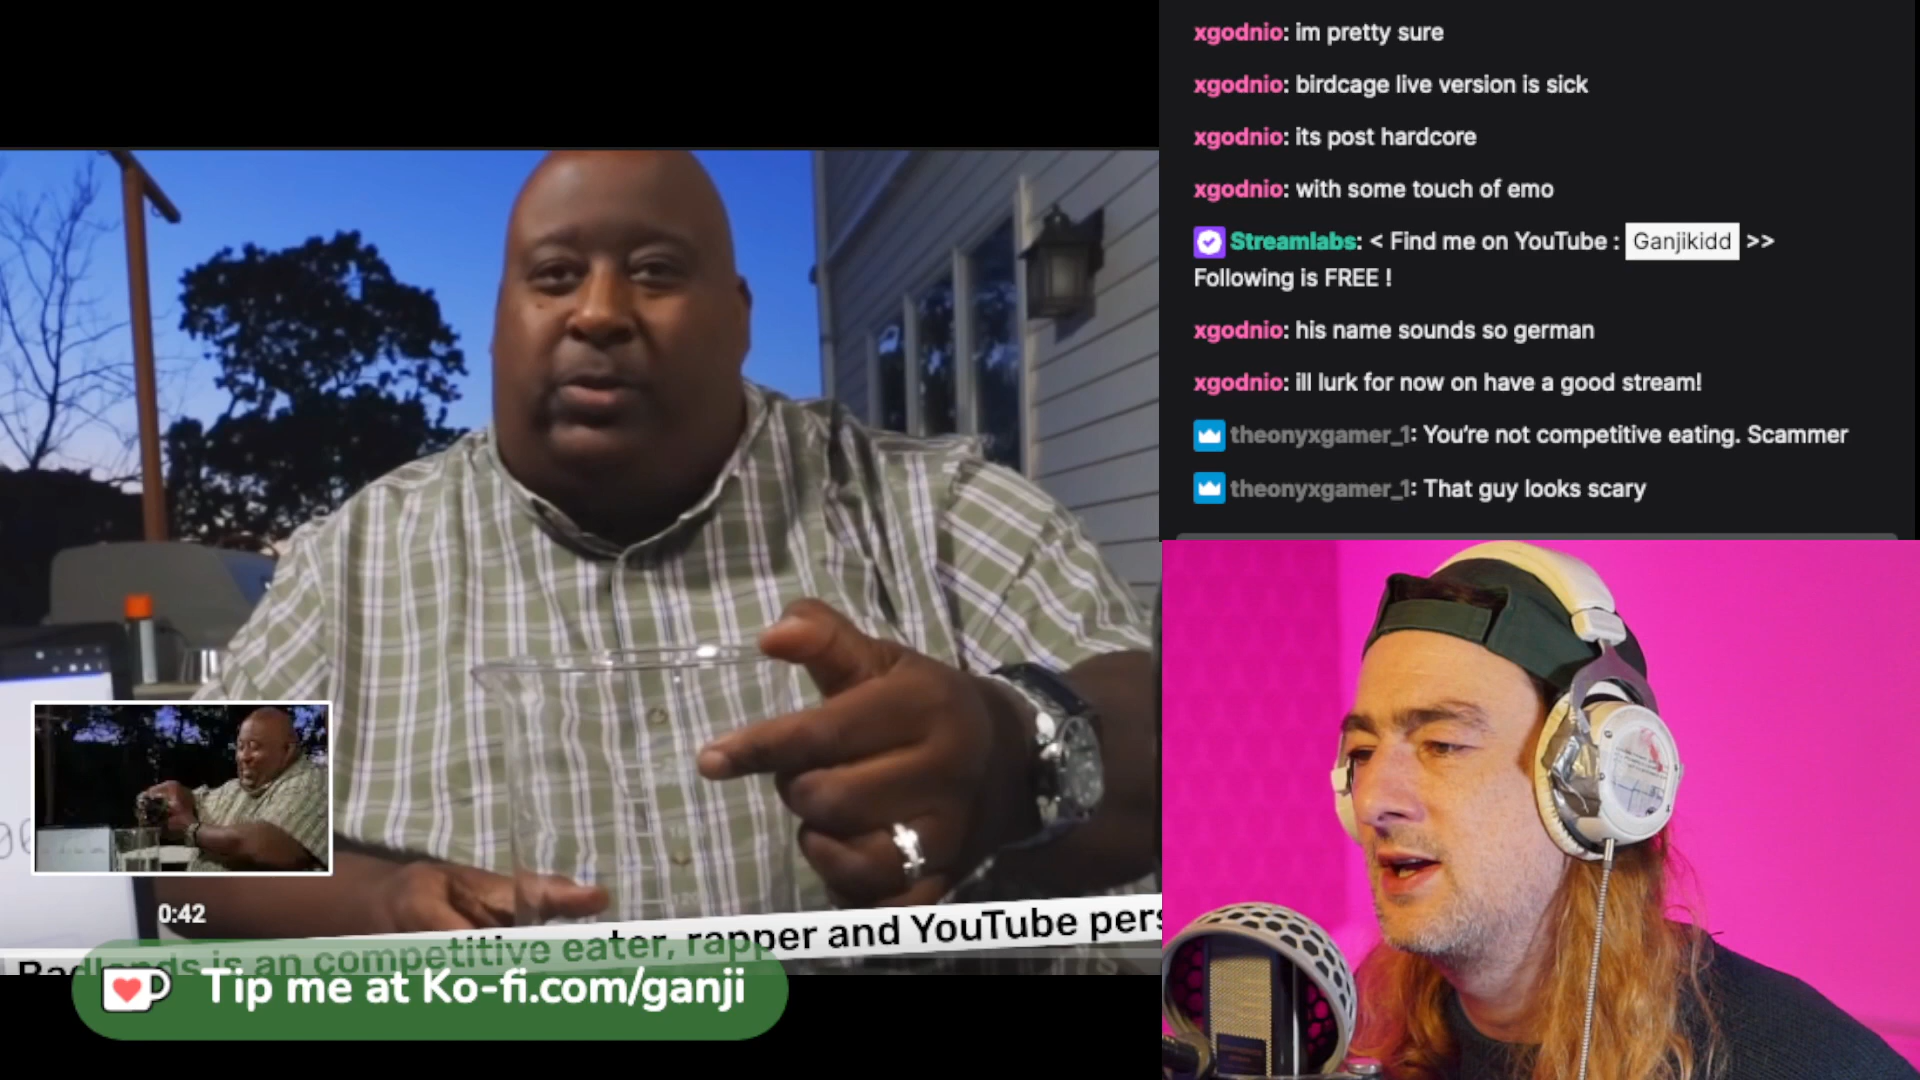 xgodnio: im pretty sure
xgodnio: birdcage live version is sick
xgodnio: its post hardcore
xgodnio: with some touch of emo
Streamlabs: < Find me on YouTube : Ganjikidd >>
Following is FREE !
xgodnio: his name sounds so german
xgodnio: ill lurk for now on have a good stream!
theonyxgamer_1: You're not competitive eating. Scammer
theonyxgamer_1: That guy looks scary
0:42
Badlands is an competitive eater, rapper and YouTube pers
Tip me at Ko-fi.com/ganji